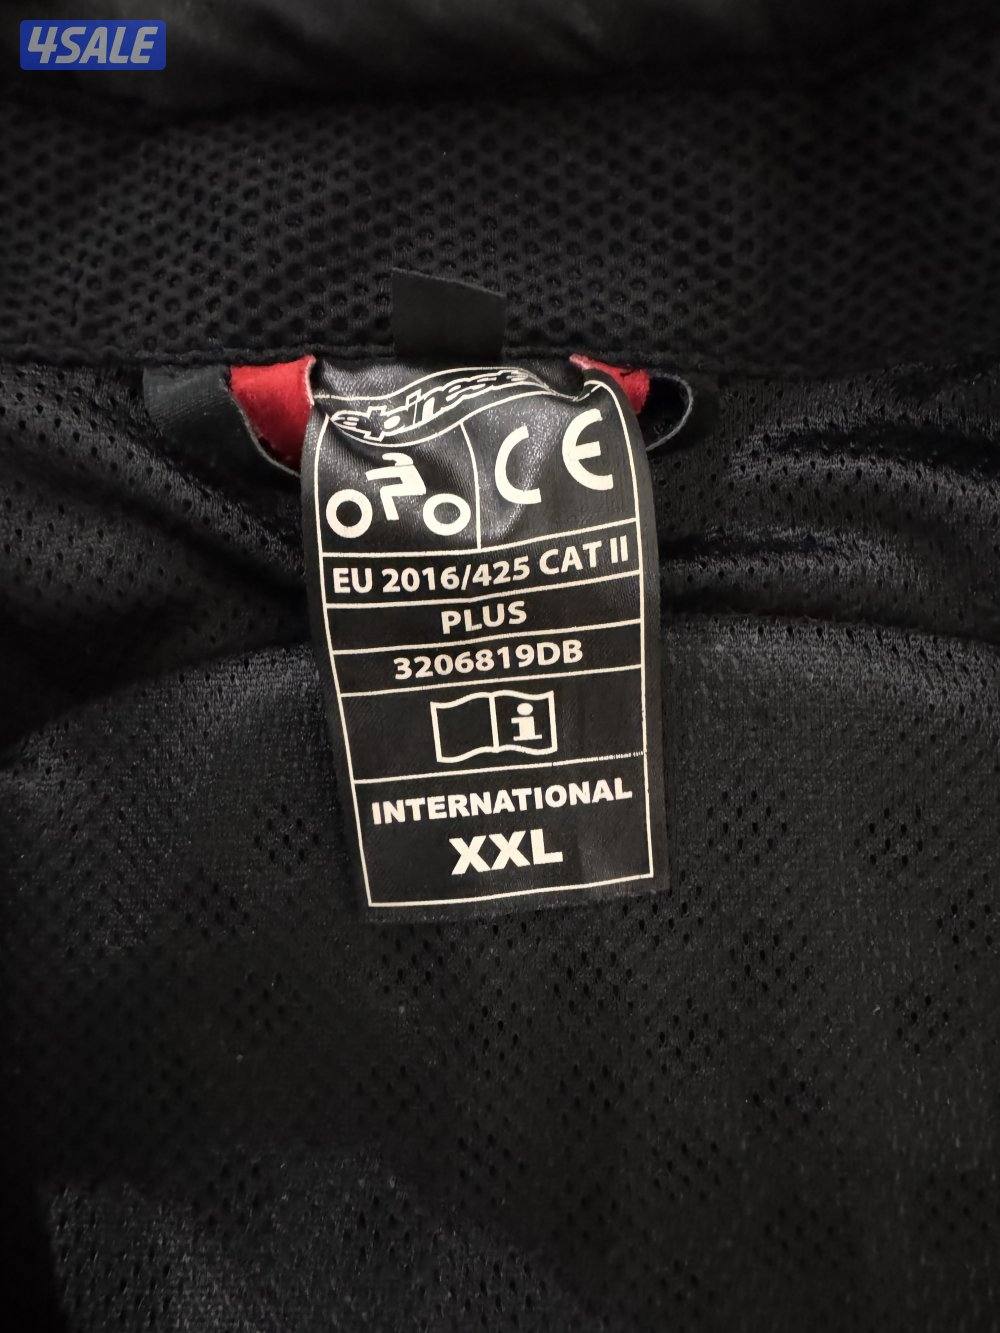 4SALE
alpinestars
CE
EU 2016/425 CAT II
PLUS
3206819DB
i
INTERNATIONAL
XXL